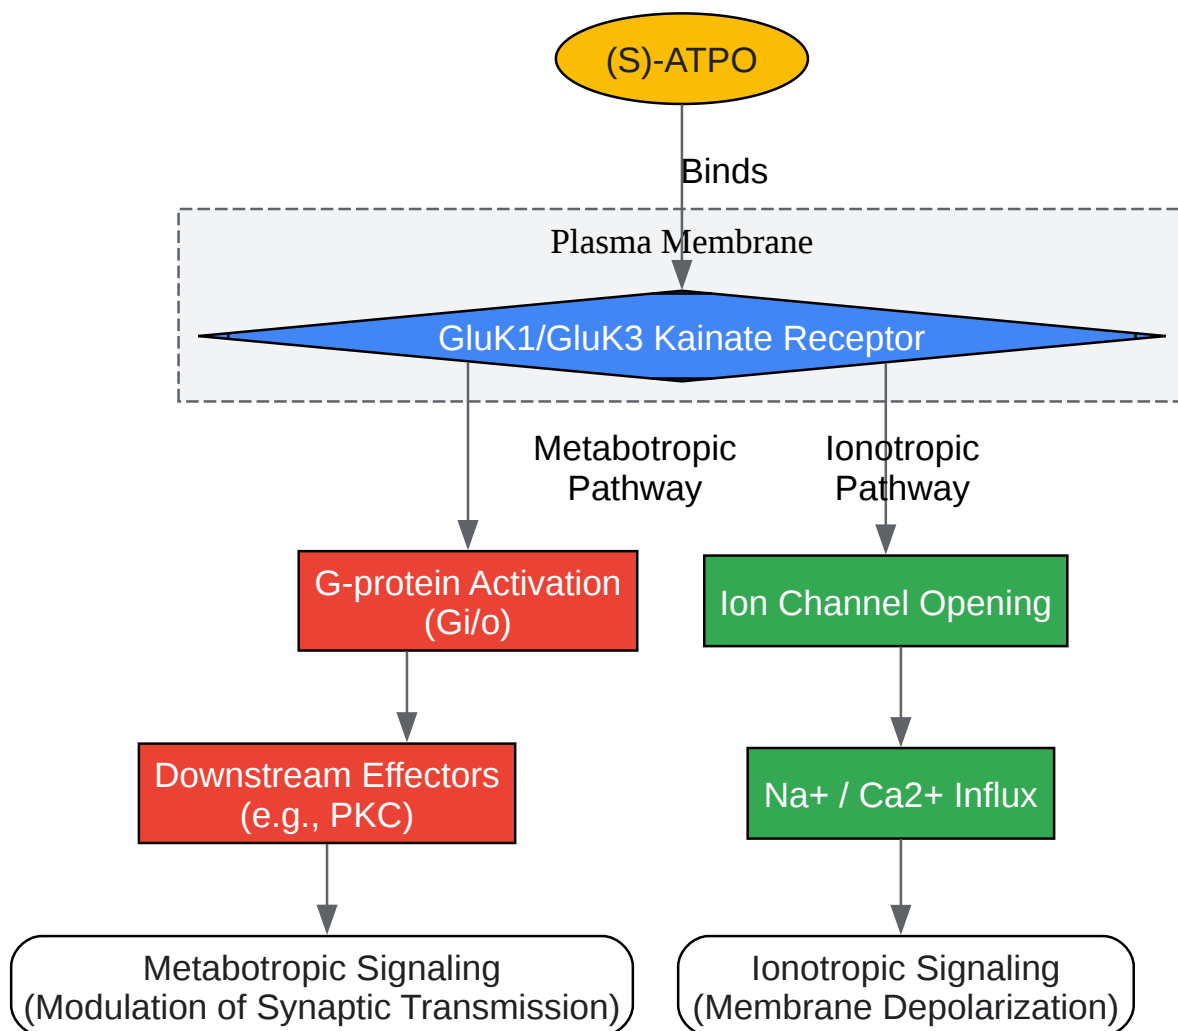 (S)-ATPO
Binds
Plasma Membrane
GluK1/GluK3 Kainate Receptor
Metabotropic
Pathway
Ionotropic
Pathway
G-protein Activation
(Gi/o)
Ion Channel Opening
Downstream Effectors
(e.g., PKC)
Na+ / Ca2+ Influx
Metabotropic Signaling
(Modulation of Synaptic Transmission)
Ionotropic Signaling
(Membrane Depolarization)